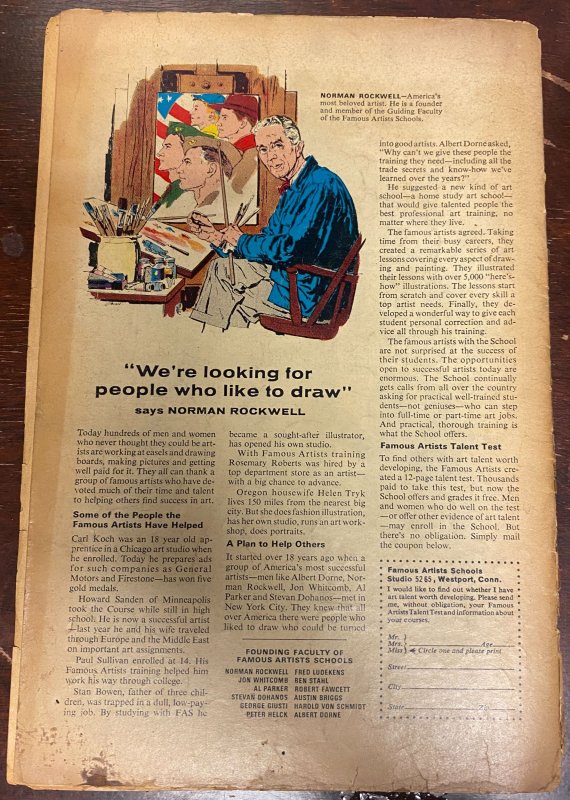 NORMAN ROCKWELL—America's
most beloved artist. He is a founder
and member of the Guiding Faculty
of the Famous Artists Schools.
"We're looking for
people who like to draw"
says NORMAN ROCKWELL
Today hundreds of men and women
who never thought they could be art-
ists are working at easels and drawing
boards, making pictures and getting
well paid for it. They all can thank a
group of famous artists who have de-
voted much of their time and talent
to helping others find success in art.
Some of the People the
Famous Artists Have Helped
Carl Koch was an 18 year old ap-
prentice in a Chicago art studio when
he enrolled. Today he prepares ads
for such companies as General
Motors and Firestone—has won five
gold medals.
Howard Sanden of Minneapolis
took the Course while still in high
school. He is now a successful artist
—last year he and his wife traveled
through Europe and the Middle East
on important art assignments.
Paul Sullivan enrolled at 14. His
Famous Artists training helped him
work his way through college.
Stan Bowen, father of three chil-
dren, was trapped in a dull, low-pay-
ing job. By studying with FAS he
became a sought-after illustrator,
has opened his own studio.
With Famous Artists training
Rosemary Roberts was hired by a
top department store as an artist—
with a big chance to advance.
Oregon housewife Helen Tryk
lives 150 miles from the nearest big
city. But she does fashion illustration,
has her own studio, runs an art work-
shop, does portraits.
A Plan to Help Others
It started over 18 years ago when a
group of America's most successful
artists—men like Albert Dorne, Nor-
man Rockwell, Jon Whitcomb, Al
Parker and Stevan Dohanos—met in
New York City. They knew that all
over America there were people who
liked to draw who could be turned
FOUNDING FACULTY OF
FAMOUS ARTISTS SCHOOLS
NORMAN ROCKWELL FRED LUDEKENS
JON WHITCOMB BEN STAHL
AL PARKER ROBERT FAWCETT
STEVAN DOHANOS AUSTIN BRIGGS
GEORGE GIUSTI HAROLD VON SCHMIDT
PETER HELCK ALBERT DORNE
into good artists. Albert Dorne asked,
"Why can't we give these people the
training they need—including all the
trade secrets and know-how we've
learned over the years?"
He suggested a new kind of art
school—a home study art school—
that would give talented people the
best professional art training, no
matter where they live.
The famous artists agreed. Taking
time from their busy careers, they
created a remarkable series of art
lessons covering every aspect of draw-
ing and painting. They illustrated
their lessons with over 5,000 "here's-
how" illustrations. The lessons start
from scratch and cover every skill a
top artist needs. Finally, they de-
veloped a wonderful way to give each
student personal correction and ad-
vice all through his training.
The famous artists with the School
are not surprised at the success of
their students. The opportunities
open to successful artists today are
enormous. The School continually
gets calls from all over the country
asking for practical well-trained stu-
dents—not geniuses—who can step
into full-time or part-time art jobs.
And practical, thorough training is
what the School offers.
Famous Artists Talent Test
To find others with art talent worth
developing, the Famous Artists cre-
ated a 12-page talent test. Thousands
paid to take this test, but now the
School offers and grades it free. Men
and women who do well on the test
—or offer other evidence of art talent
—may enroll in the School. But
there's no obligation. Simply mail
the coupon below.
Famous Artists Schools
Studio 5265, Westport, Conn.
I would like to find out whether I have
art talent worth developing. Please send
me, without obligation, your Famous
Artists Talent Test and information about
your courses.
Mr.
Mrs. Age
Miss Circle one and please print
Street
City
State Zip